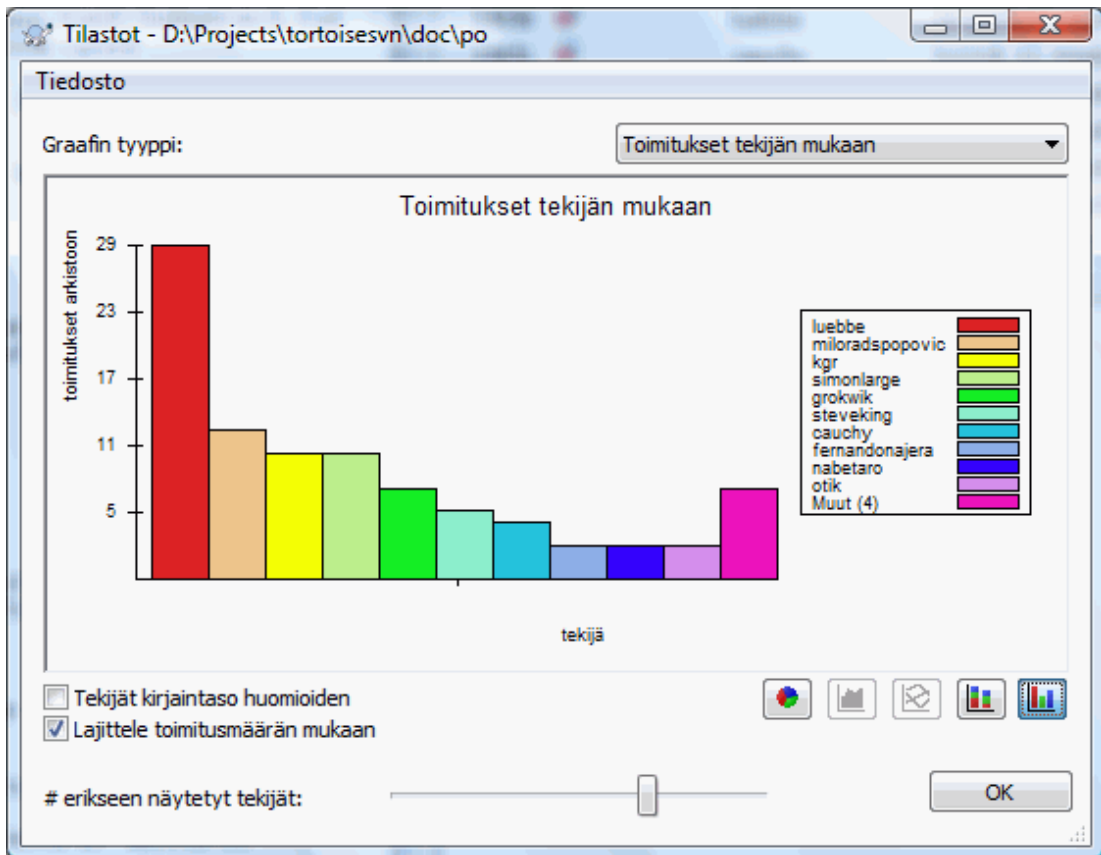 Tilastot - D:\Projects\tortoisesvn\doc\po
Tiedosto
Graafin tyyppi:
Toimitukset tekijän mukaan
Toimitukset tekijän mukaan
toimitukset arkistoon
29
23
17
11
5
luebbe
miloradspopovic
kgr
simonlarge
grokwik
steveking
cauchy
fernandonajera
nabetaro
otik
Muut (4)
tekijä
Tekijät kirjaintaso huomioiden
Lajittele toimitusmäärän mukaan
# erikseen näytetyt tekijät:
OK